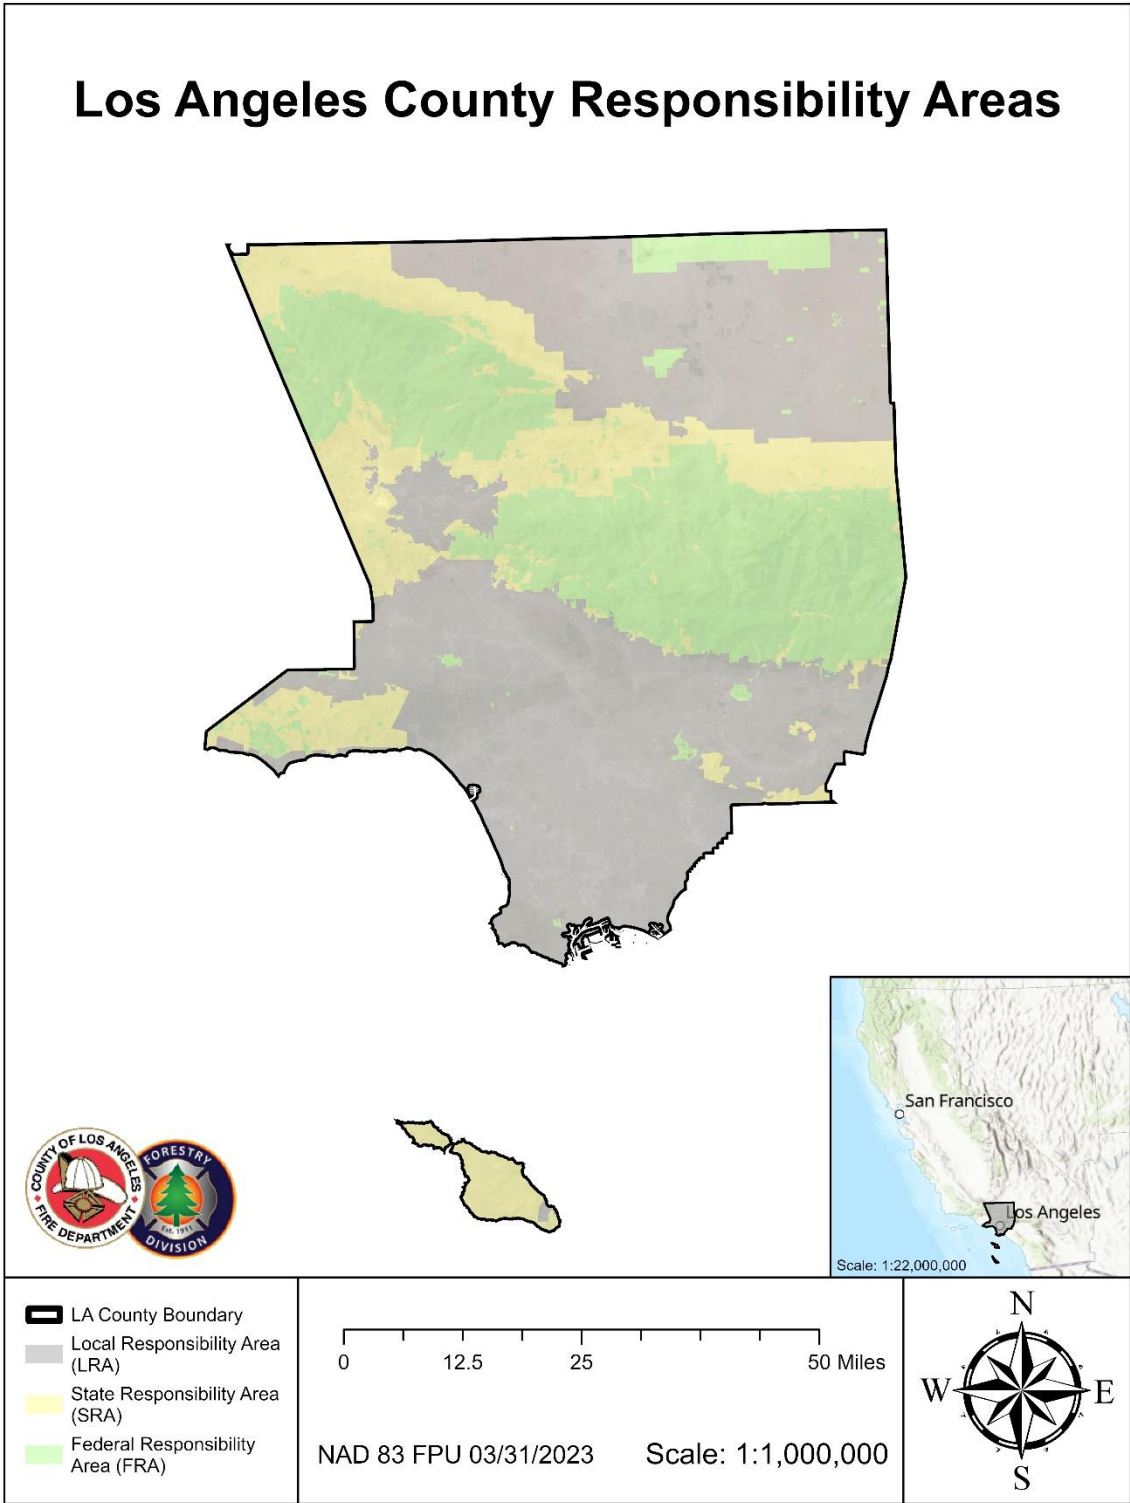 Los Angeles County Responsibility Areas
San Francisco
Los Angeles
Scale: 1:22,000,000
COUNTY OF LOS ANGELES
FIRE DEPARTMENT
FORESTRY
Est. 1911
DIVISION
LA County Boundary
Local Responsibility Area
(LRA)
State Responsibility Area
(SRA)
Federal Responsibility
Area (FRA)
0 12.5 25 50 Miles
NAD 83 FPU 03/31/2023 Scale: 1:1,000,000
N
W E
S